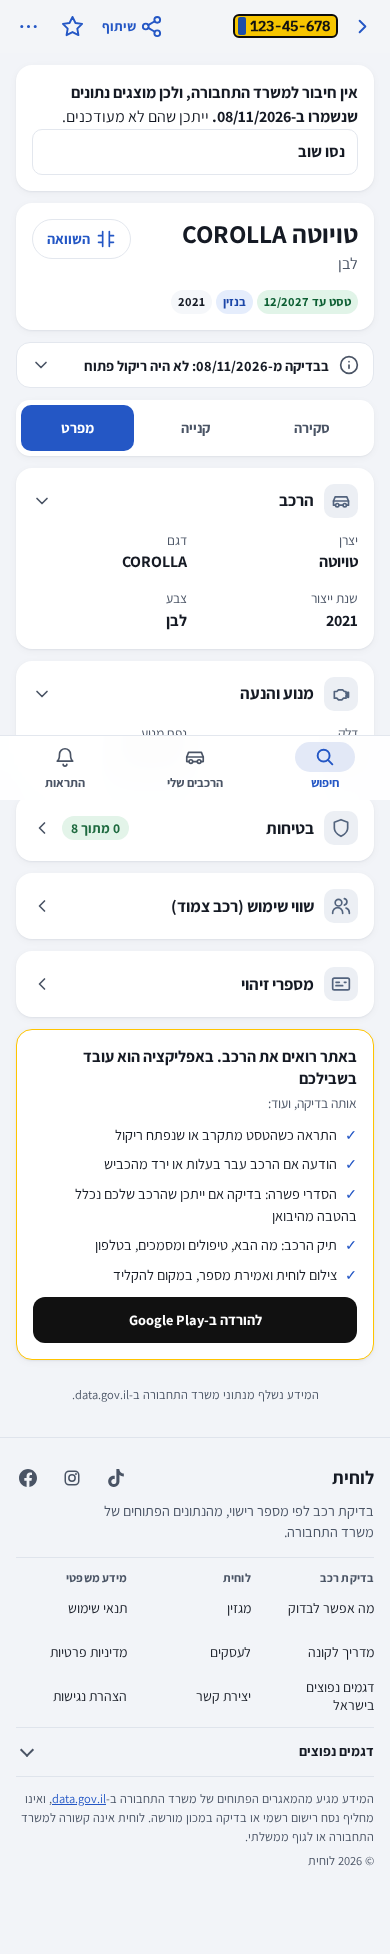 123-45-678
שיתוף
אין חיבור למשרד התחבורה, ולכן מוצגים נתונים
שנשמרו ב-08/11/2026. ייתכן שהם לא מעודכנים.
נסו שוב
טויוטה COROLLA
השוואה
לבן
טסט עד 12/2027
בנזין
2021
בבדיקה מ-08/11/2026: לא היה ריקול פתוח
סקירה
קנייה
מפרט
הרכב
יצרן
דגם
טויוטה
COROLLA
שנת ייצור
צבע
2021
לבן
מנוע והנעה
דלק
נפח מנוע
חיפוש
הרכבים שלי
התראות
בטיחות
0 מתוך 8
שווי שימוש (רכב צמוד)
מספרי זיהוי
באתר רואים את הרכב. באפליקציה הוא עובד
בשבילכם
אותה בדיקה, ועוד:
✓ התראה כשהטסט מתקרב או שנפתח ריקול
✓ הודעה אם הרכב עבר בעלות או ירד מהכביש
✓ הסדרי פשרה: בדיקה אם ייתכן שהרכב שלכם נכלל
בהטבה מהיבואן
✓ תיק הרכב: מה הבא, טיפולים ומסמכים, בטלפון
✓ צילום לוחית ואמירת מספר, במקום להקליד
להורדה ב-Google Play
המידע נשלף מנתוני משרד התחבורה ב-data.gov.il.
לוחית
בדיקת רכב לפי מספר רישוי, מהנתונים הפתוחים של
משרד התחבורה.
בדיקת רכב
לוחית
מידע משפטי
מה אפשר לבדוק
מגזין
תנאי שימוש
מדריך לקונה
לעסקים
מדיניות פרטיות
דגמים נפוצים
בישראל
יצירת קשר
הצהרת נגישות
דגמים נפוצים
המידע מגיע מהמאגרים הפתוחים של משרד התחבורה ב-data.gov.il, ואינו
מחליף נסח רישום רשמי או בדיקה במכון מורשה. לוחית אינה קשורה למשרד
התחבורה או לגוף ממשלתי.
© 2026 לוחית